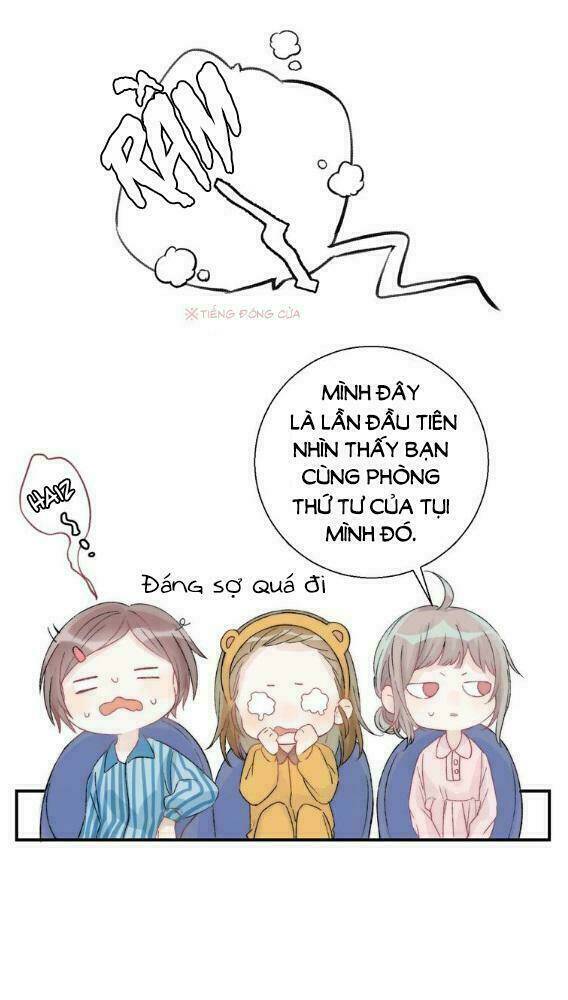 RẦM
※TIẾNG ĐÓNG CỬA
MÌNH ĐÂY
LÀ LẦN ĐẦU TIÊN
NHÌN THẤY BẠN
CÙNG PHÒNG
THỨ TƯ CỦA TỤI
MÌNH ĐÓ.
HAIZ
~
Đáng sợ quá đi